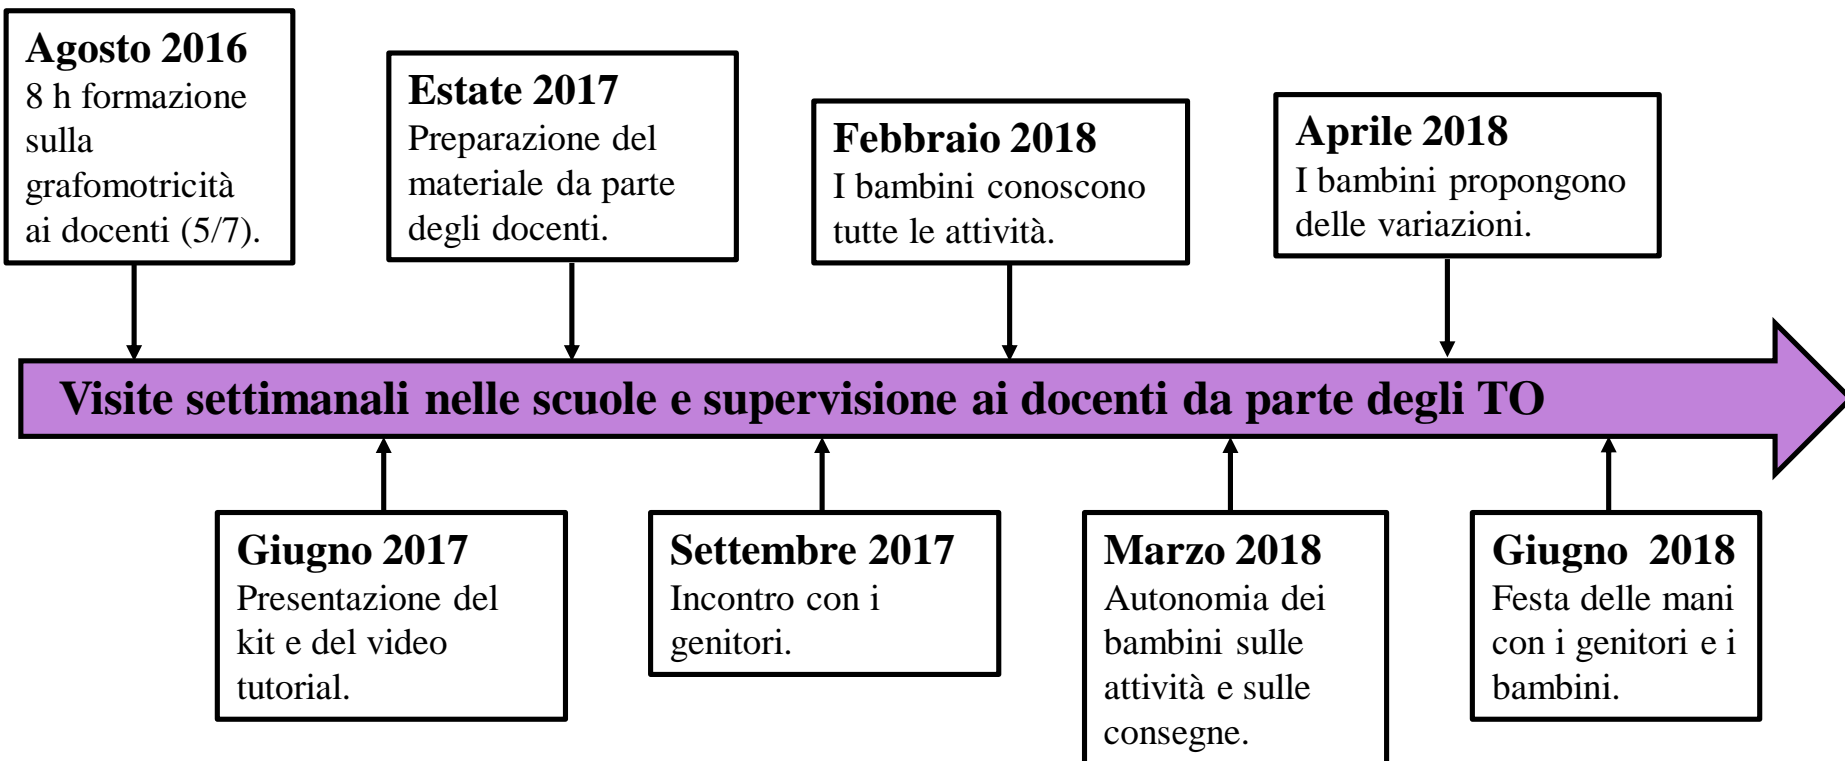 Agosto 2016
8 h formazione
sulla
grafomotricità
ai docenti (5/7).
Estate 2017
Preparazione del
materiale da parte
degli docenti.
Febbraio 2018
I bambini conoscono
tutte le attività.
Aprile 2018
I bambini propongono
delle variazioni.
Visite settimanali nelle scuole e supervisione ai docenti da parte degli TO
Giugno 2017
Presentazione del
kit e del video
tutorial.
Settembre 2017
Incontro con i
genitori.
Marzo 2018
Autonomia dei
bambini sulle
attività e sulle
consegne.
Giugno 2018
Festa delle mani
con i genitori e i
bambini.